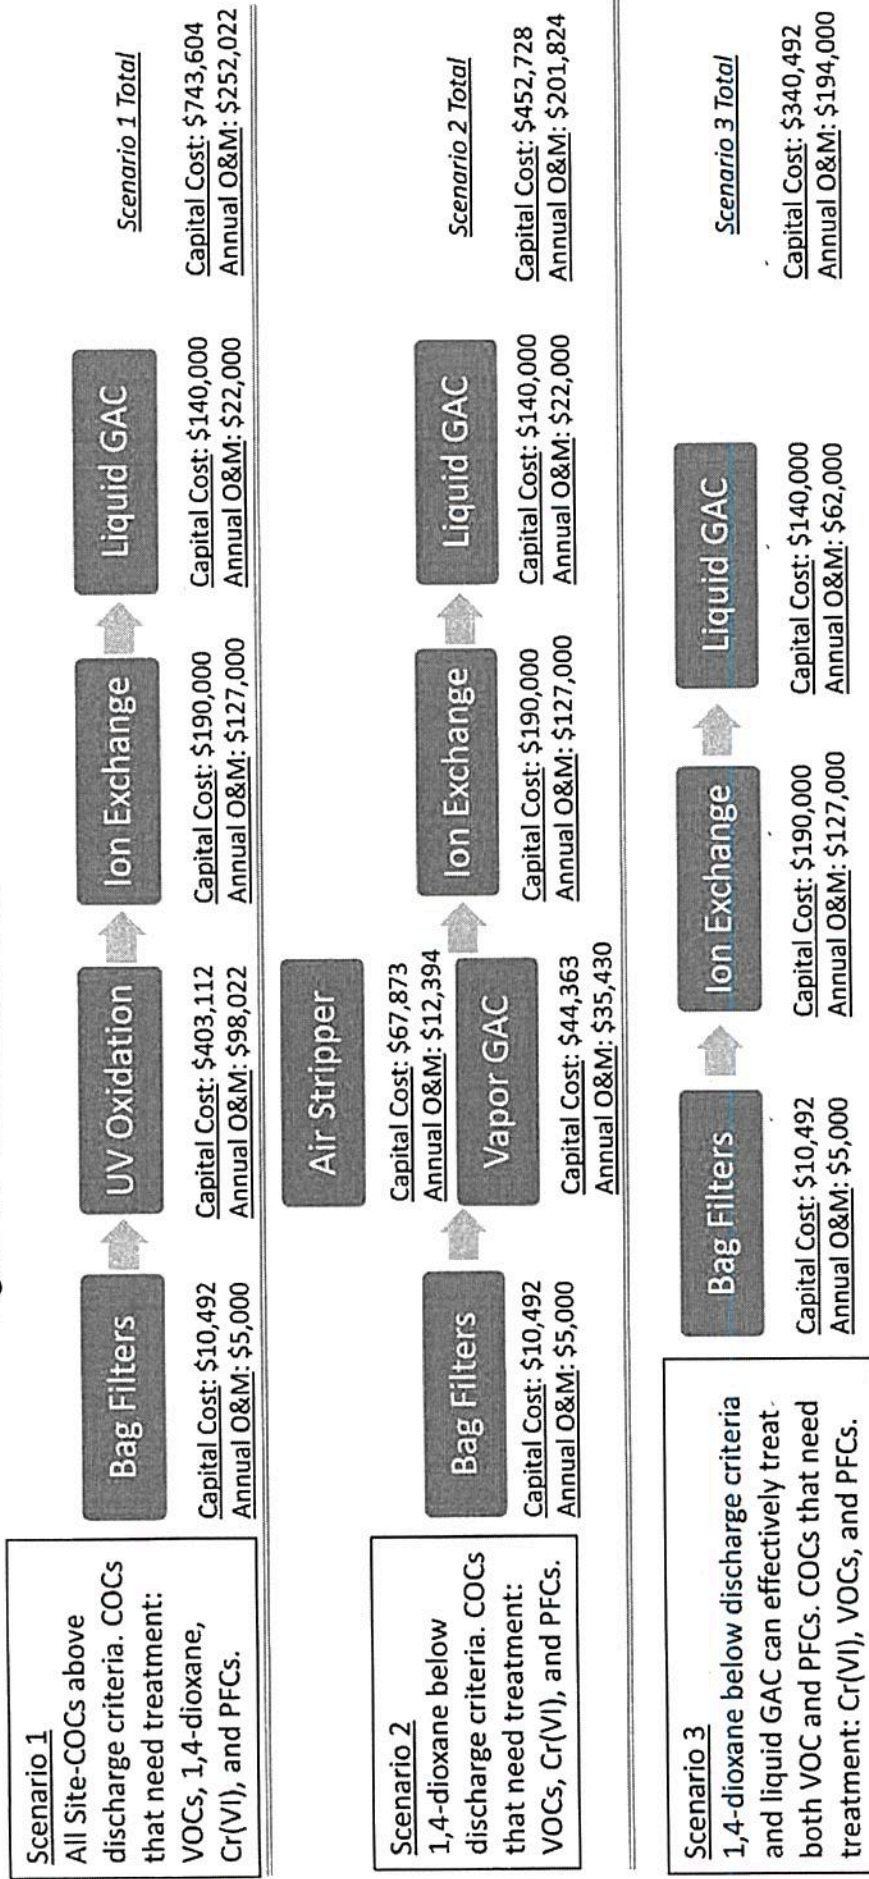 Scenario 1
All Site-COCs above
discharge criteria. COCs
that need treatment:
VOCs, 1,4-dioxane,
Cr(VI), and PFCs.
Bag Filters
Capital Cost: $10,492
Annual O&M: $5,000
UV Oxidation
Capital Cost: $403,112
Annual O&M: $98,022
Ion Exchange
Capital Cost: $190,000
Annual O&M: $127,000
Liquid GAC
Capital Cost: $140,000
Annual O&M: $22,000
Scenario 1 Total
Capital Cost: $743,604
Annual O&M: $252,022
Scenario 2
1,4-dioxane below
discharge criteria. COCs
that need treatment:
VOCs, Cr(VI), and PFCs.
Bag Filters
Capital Cost: $10,492
Annual O&M: $5,000
Air Stripper
Capital Cost: $67,873
Annual O&M: $12,394
Vapor GAC
Capital Cost: $44,363
Annual O&M: $35,430
Ion Exchange
Capital Cost: $190,000
Annual O&M: $127,000
Liquid GAC
Capital Cost: $140,000
Annual O&M: $22,000
Scenario 2 Total
Capital Cost: $452,728
Annual O&M: $201,824
Scenario 3
1,4-dioxane below discharge criteria
and liquid GAC can effectively treat
both VOC and PFCs. COCs that need
treatment: Cr(VI), VOCs, and PFCs.
Bag Filters
Capital Cost: $10,492
Annual O&M: $5,000
Ion Exchange
Capital Cost: $190,000
Annual O&M: $127,000
Liquid GAC
Capital Cost: $140,000
Annual O&M: $62,000
Scenario 3 Total
Capital Cost: $340,492
Annual O&M: $194,000